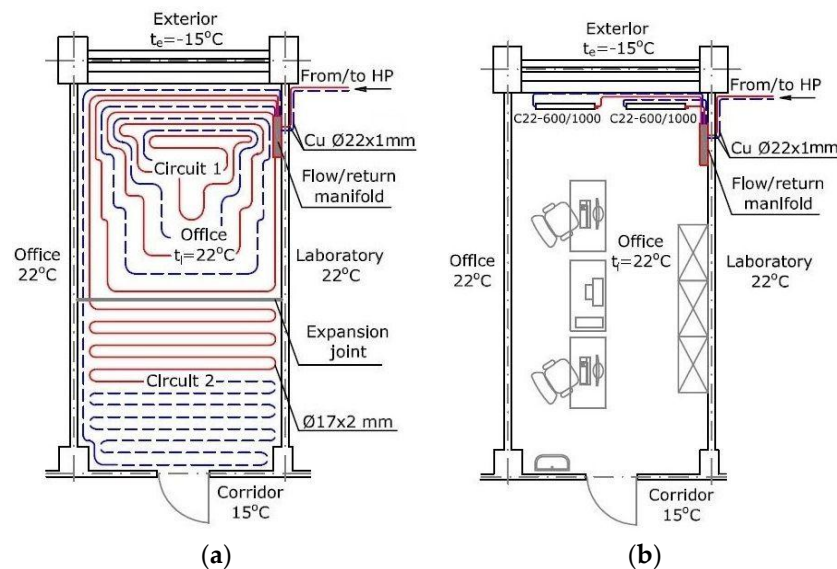 Exterior
tₑ=-15°C
From/to HP
Circuit 1
Cu Ø22x1mm
Flow/return
manifold
Office
tᵢ=22°C
Office
22°C
Laboratory
22°C
Expansion
joint
Circuit 2
Ø17x2 mm
Corridor
15°C
(a)
Exterior
tₑ=-15°C
From/to HP
C22-600/1000
C22-600/1000
Cu Ø22x1mm
Flow/return
manifold
Office
tᵢ=22°C
Office
22°C
Laboratory
22°C
Corridor
15°C
(b)